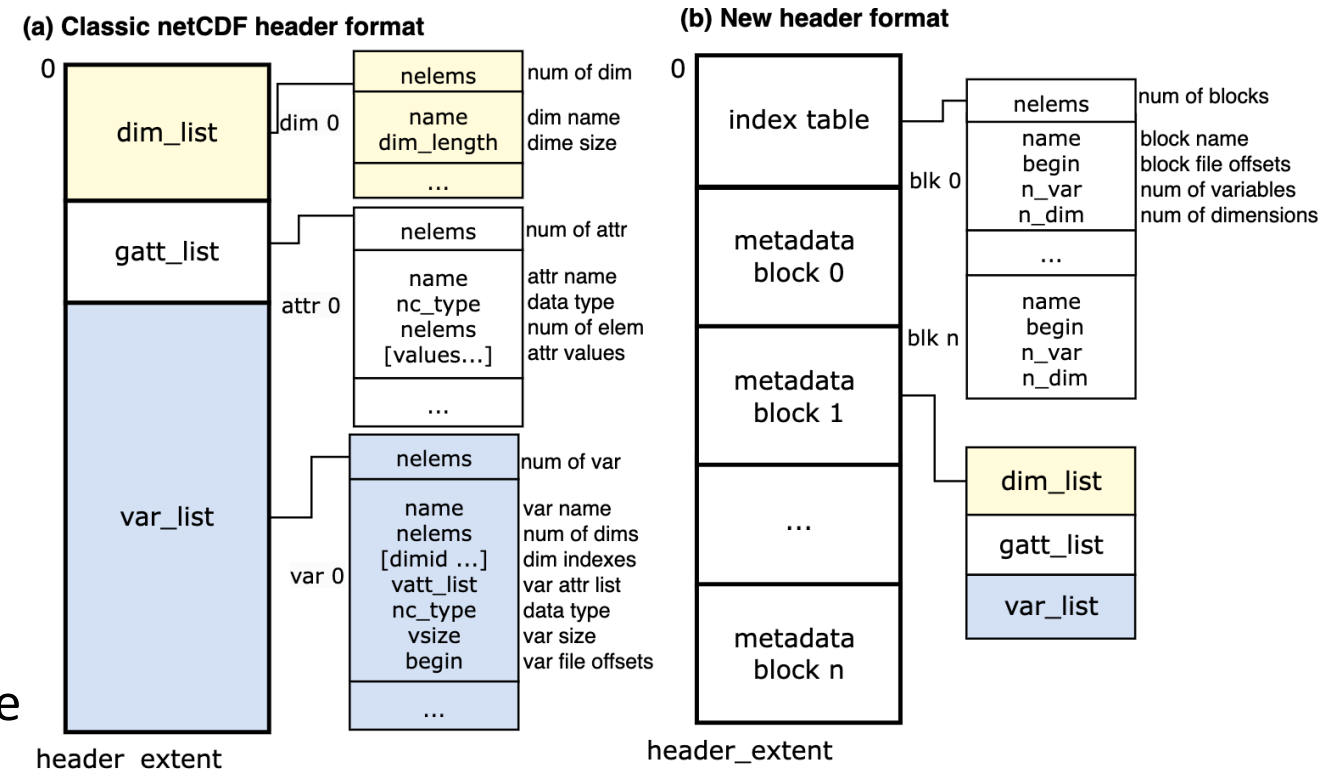 (a) Classic netCDF header format
0
dim_list
dim 0
nelems num of dim
name dim name
dim_length dime size
...
gatt_list
attr 0
nelems num of attr
name attr name
nc_type data type
nelems num of elem
[values...] attr values
...
var_list
var 0
nelems num of var
name var name
nelems num of dims
[dimid ...] dim indexes
vatt_list var attr list
nc_type data type
vsize var size
begin var file offsets
...
e
header_extent
(b) New header format
0
index table
metadata
block 0
metadata
block 1
...
metadata
block n
header_extent
nelems num of blocks
blk 0
name block name
begin block file offsets
n_var num of variables
n_dim num of dimensions
...
blk n
name
begin
n_var
n_dim
dim_list
gatt_list
var_list